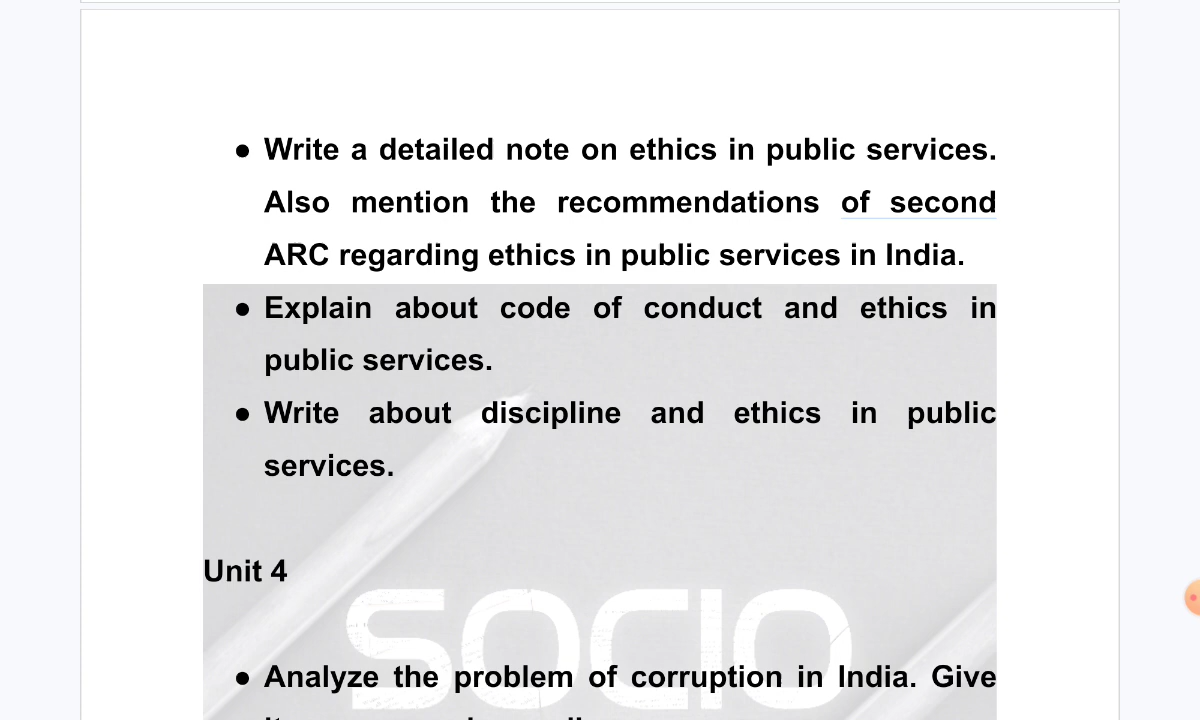 ● Write a detailed note on ethics in public services.
Also mention the recommendations of second
ARC regarding ethics in public services in India.
● Explain about code of conduct and ethics in
public services.
● Write about discipline and ethics in public
services.
Unit 4
SOCIO
● Analyze the problem of corruption in India. Give